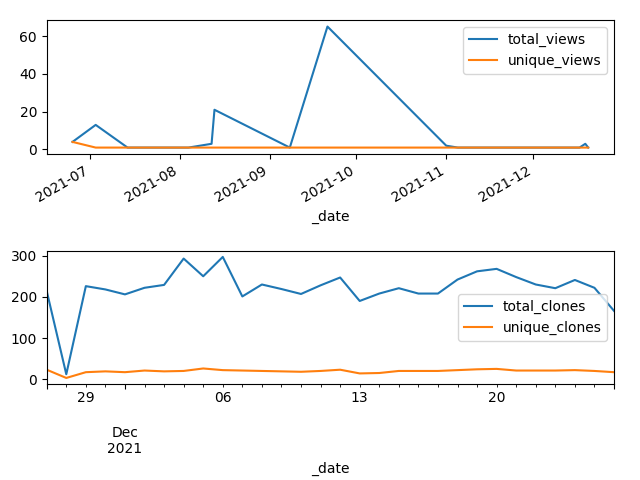 60
40
20
0
total_views
unique_views
2021-07
2021-08
2021-09
2021-10
2021-11
2021-12
_date
300
200
100
0
total_clones
unique_clones
29
06
13
20
Dec
2021
_date